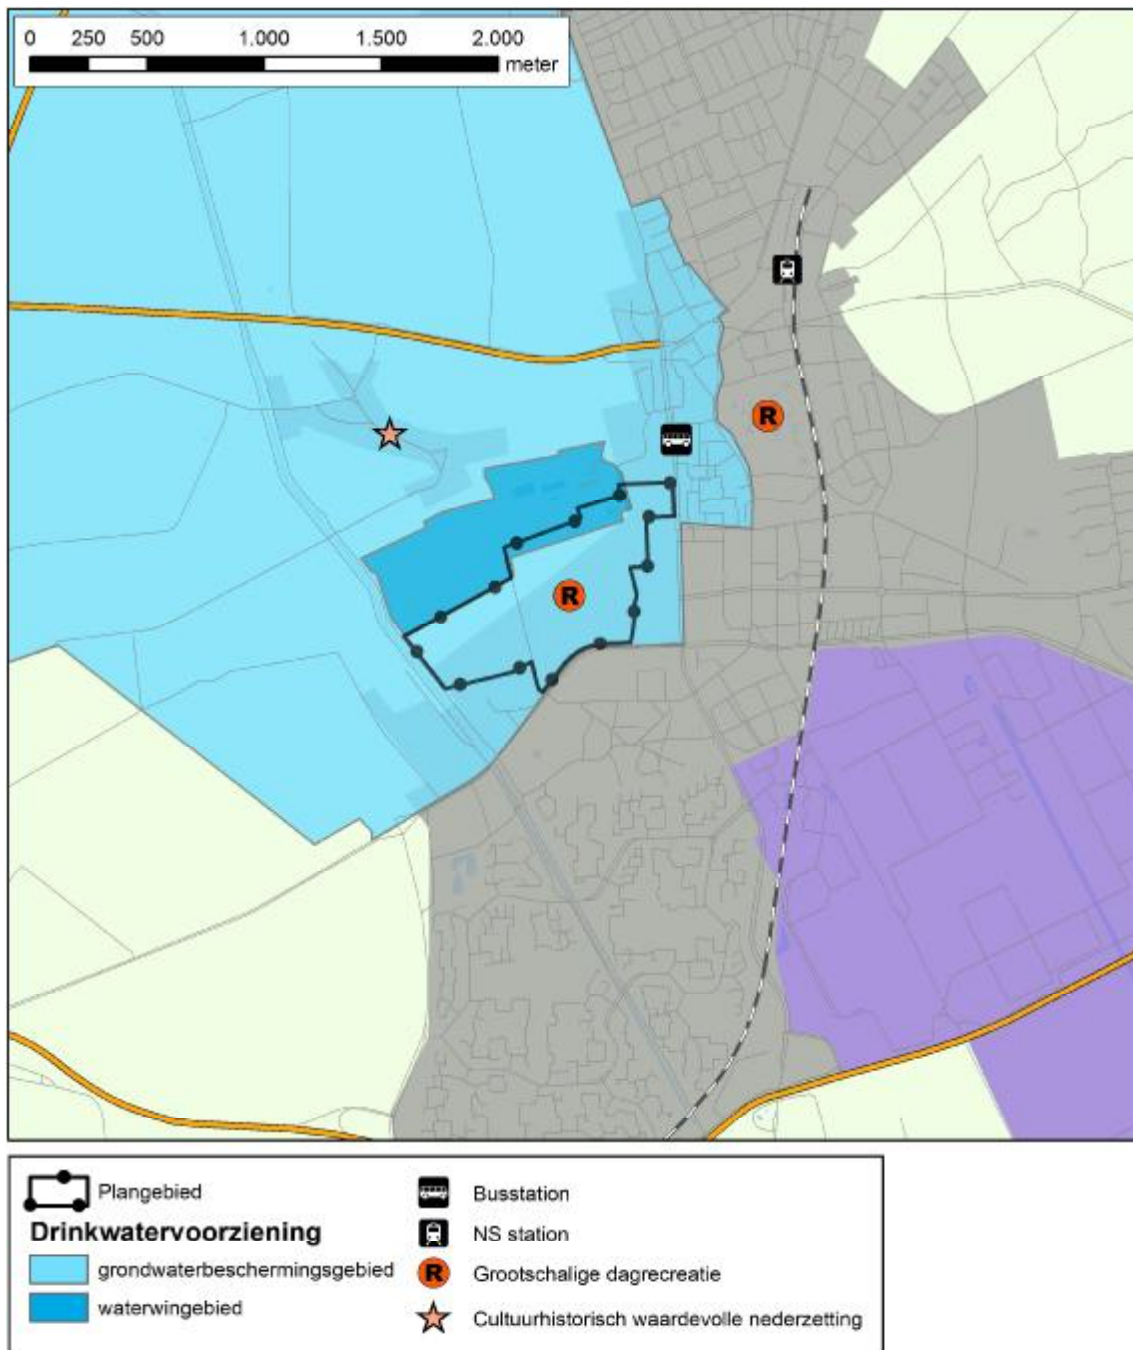 0 250 500 1.000 1.500 2.000
meter
R
R
Plangebied
Drinkwatervoorziening
grondwaterbeschermingsgebied
waterwingebied
Busstation
NS station
R Grootschalige dagrecreatie
Cultuurhistorisch waardevolle nederzetting